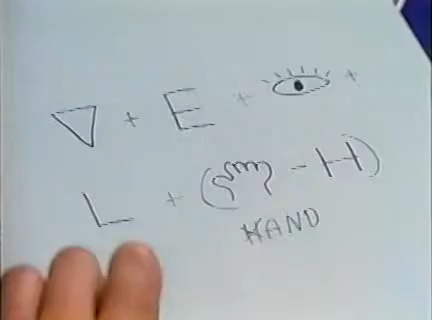 ▽ + E + 👁 +
L + ( - H)
HAND